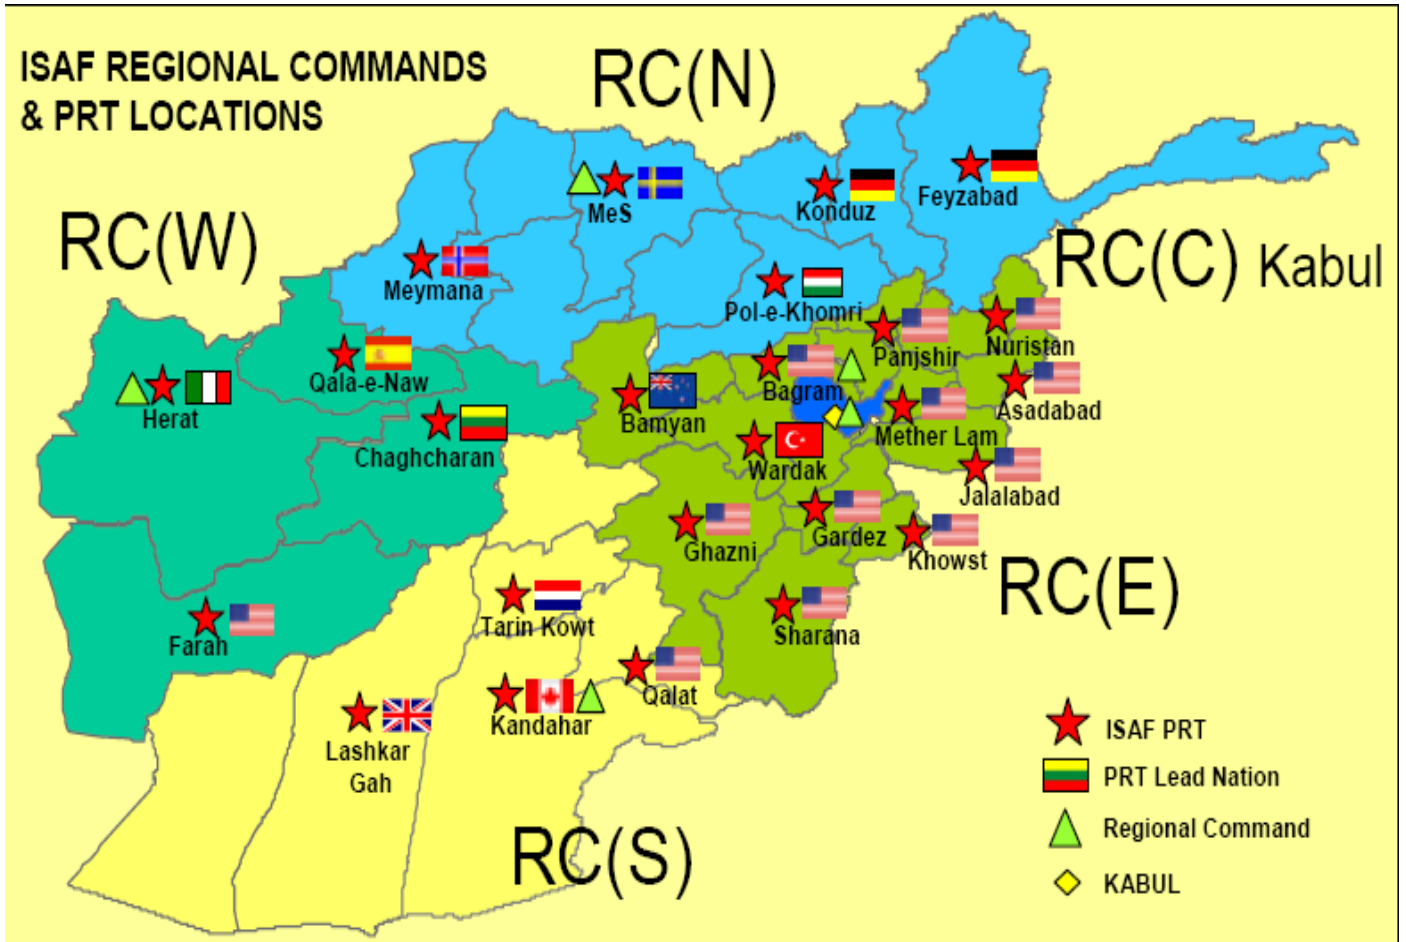 ISAF REGIONAL COMMANDS
& PRT LOCATIONS
RC(N)
RC(W)
RC(C) Kabul
MeS
Konduz
Feyzabad
Meymana
Pol-e-Khomri
Panjshir
Nuristan
Qala-e-Naw
Bagram
Asadabad
Herat
Bamyan
Mether Lam
Chaghcharan
Wardak
Jalalabad
Ghazni
Gardez
Khowst
RC(E)
Tarin Kowt
Sharana
Farah
Qalat
Kandahar
Lashkar
Gah
RC(S)
ISAF PRT
PRT Lead Nation
Regional Command
KABUL